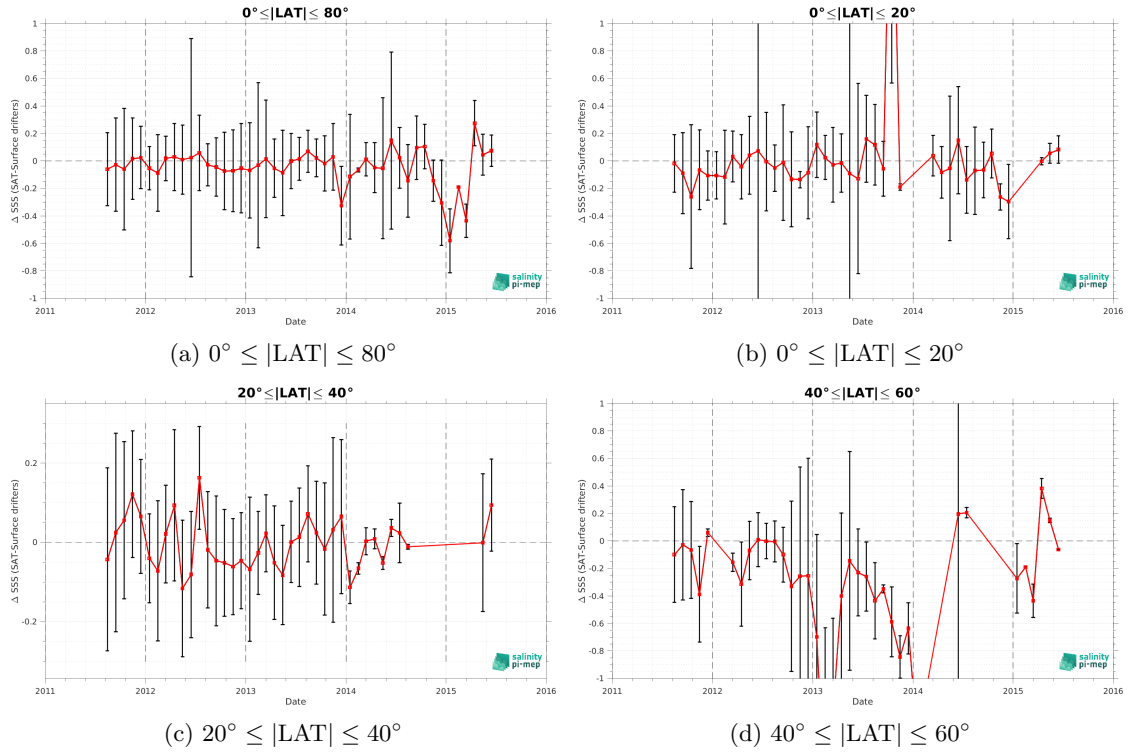 0°≤|LAT|≤ 80°
Δ SSS (SAT-Surface drifters)
1
0.8
0.6
0.4
0.2
0
-0.2
-0.4
-0.6
-0.8
-1
2011
2012
2013
2014
2015
2016
Date
salinity
pi-mep
(a) 0° ≤ |LAT| ≤ 80°
0°≤|LAT|≤ 20°
Δ SSS (SAT-Surface drifters)
1
0.8
0.6
0.4
0.2
0
-0.2
-0.4
-0.6
-0.8
-1
2011
2012
2013
2014
2015
2016
Date
salinity
pi-mep
(b) 0° ≤ |LAT| ≤ 20°
20°≤|LAT|≤ 40°
Δ SSS (SAT-Surface drifters)
0.2
0
-0.2
2011
2012
2013
2014
2015
2016
Date
salinity
pi-mep
(c) 20° ≤ |LAT| ≤ 40°
40°≤|LAT|≤ 60°
Δ SSS (SAT-Surface drifters)
1
0.8
0.6
0.4
0.2
0
-0.2
-0.4
-0.6
-0.8
-1
2011
2012
2013
2014
2015
2016
Date
salinity
pi-mep
(d) 40° ≤ |LAT| ≤ 60°